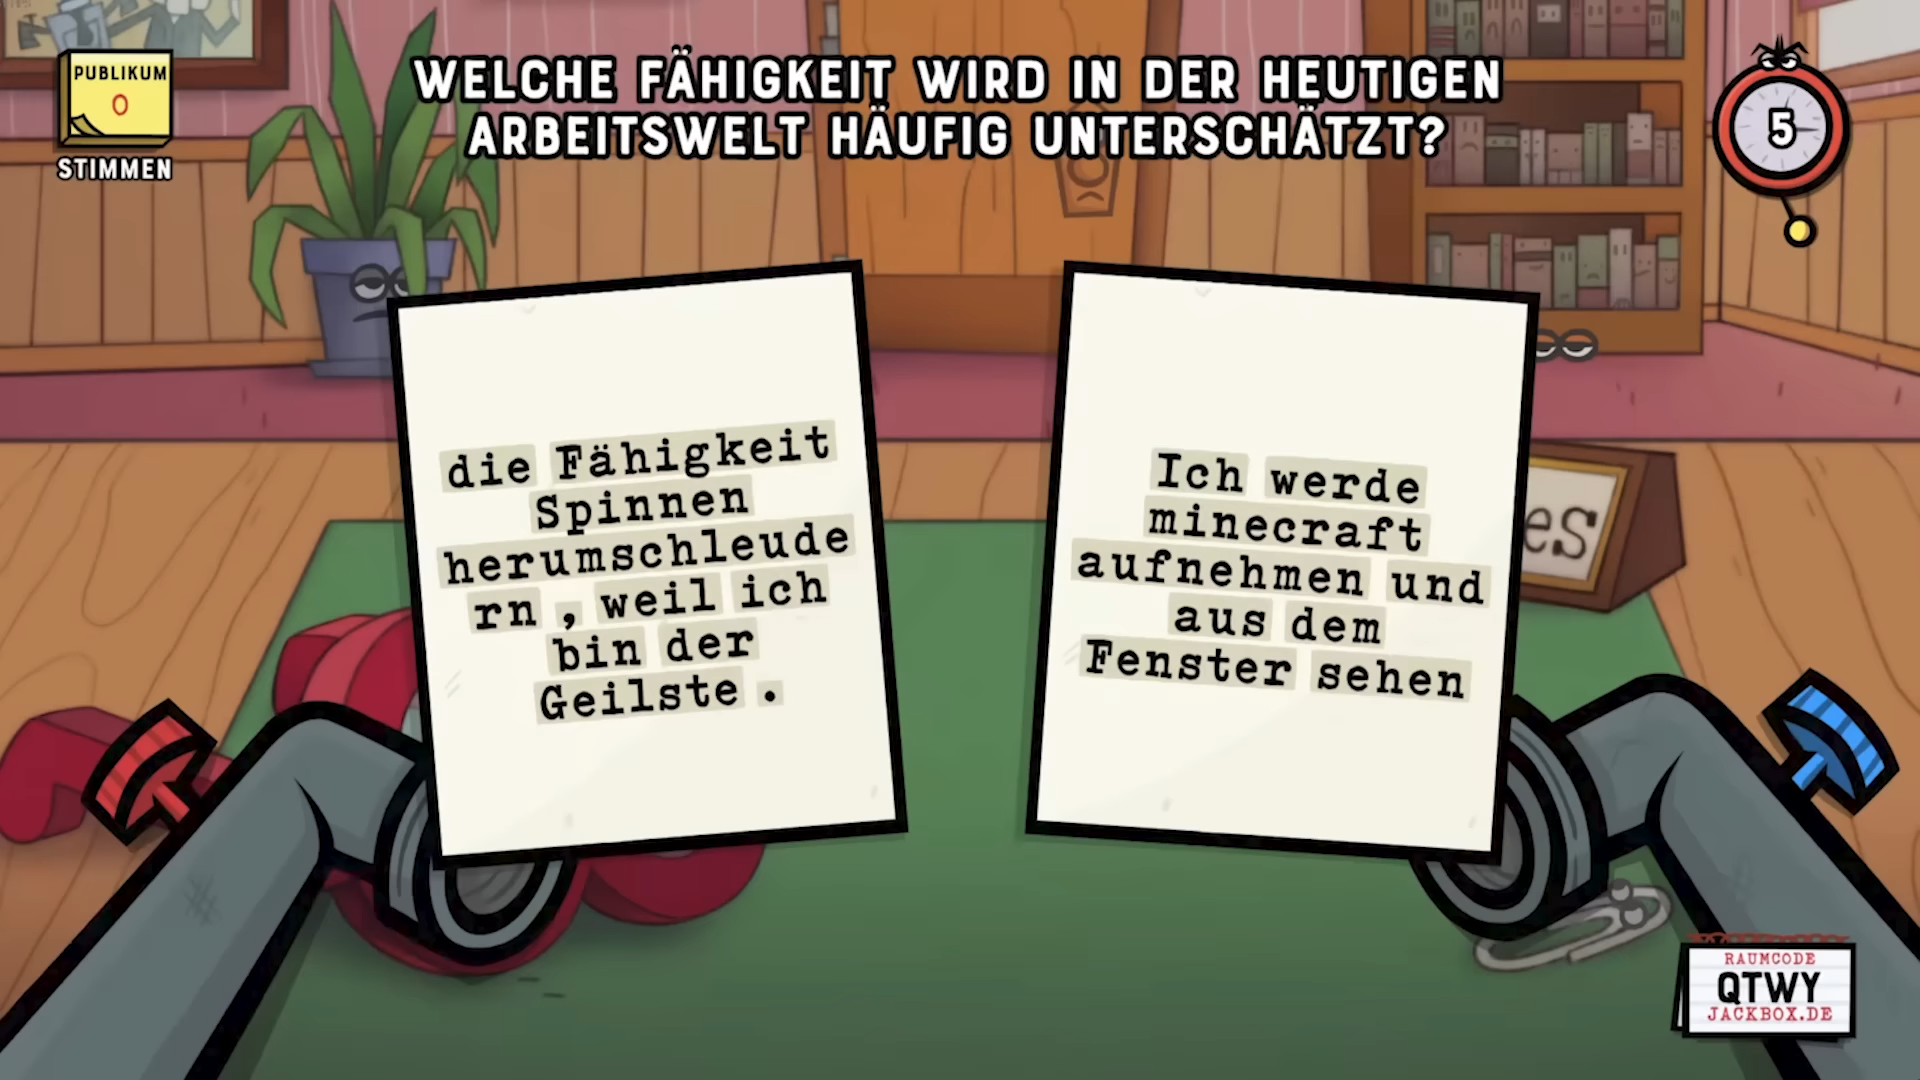 PUBLIKUM
0
STIMMEN
WELCHE FÄHIGKEIT WIRD IN DER HEUTIGEN
ARBEITSWELT HÄUFIG UNTERSCHÄTZT?
5
die Fähigkeit
Spinnen
herumschleude
rn , weil ich
bin der
Geilste .
Ich werde
minecraft
aufnehmen und
aus dem
Fenster sehen
es
RAUMCODE
QTWY
JACKBOX.DE